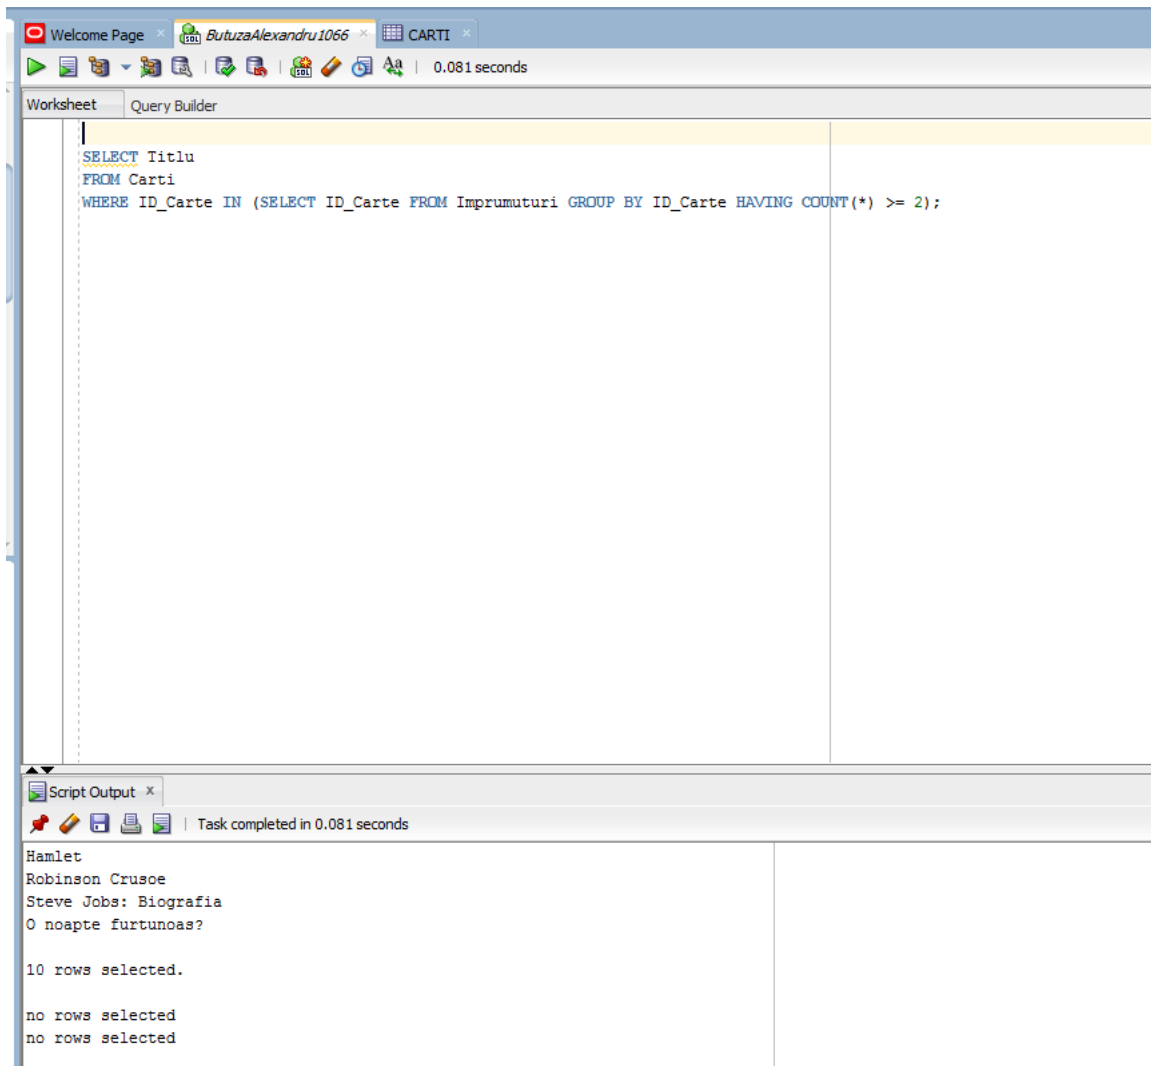 Welcome Page × BututzaAlexandru1066 × CARTI ×
0.081 seconds
Worksheet Query Builder
SELECT Titlu
FROM Carti
WHERE ID_Carte IN (SELECT ID_Carte FROM Imprumuturi GROUP BY ID_Carte HAVING COUNT(*) >= 2);
Script Output ×
Task completed in 0.081 seconds
Hamlet
Robinson Crusoe
Steve Jobs: Biografia
O noapte furtunoas?
10 rows selected.
no rows selected
no rows selected